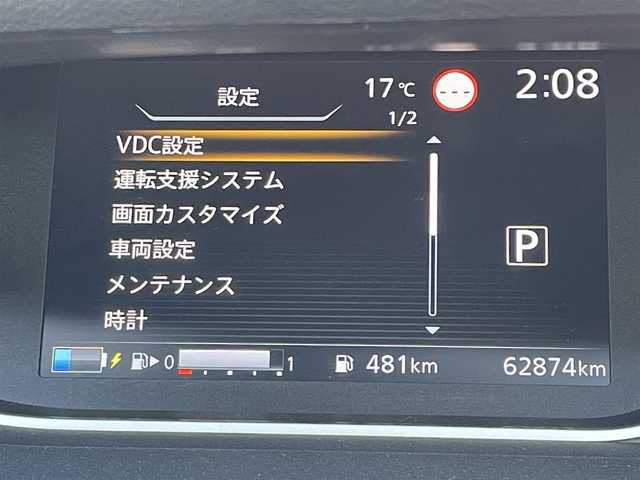 設定
17℃
---
2:08
1/2
VDC設定
運転支援システム
画面カスタマイズ
車両設定
メンテナンス
時計
P
0
1
481km
62874km